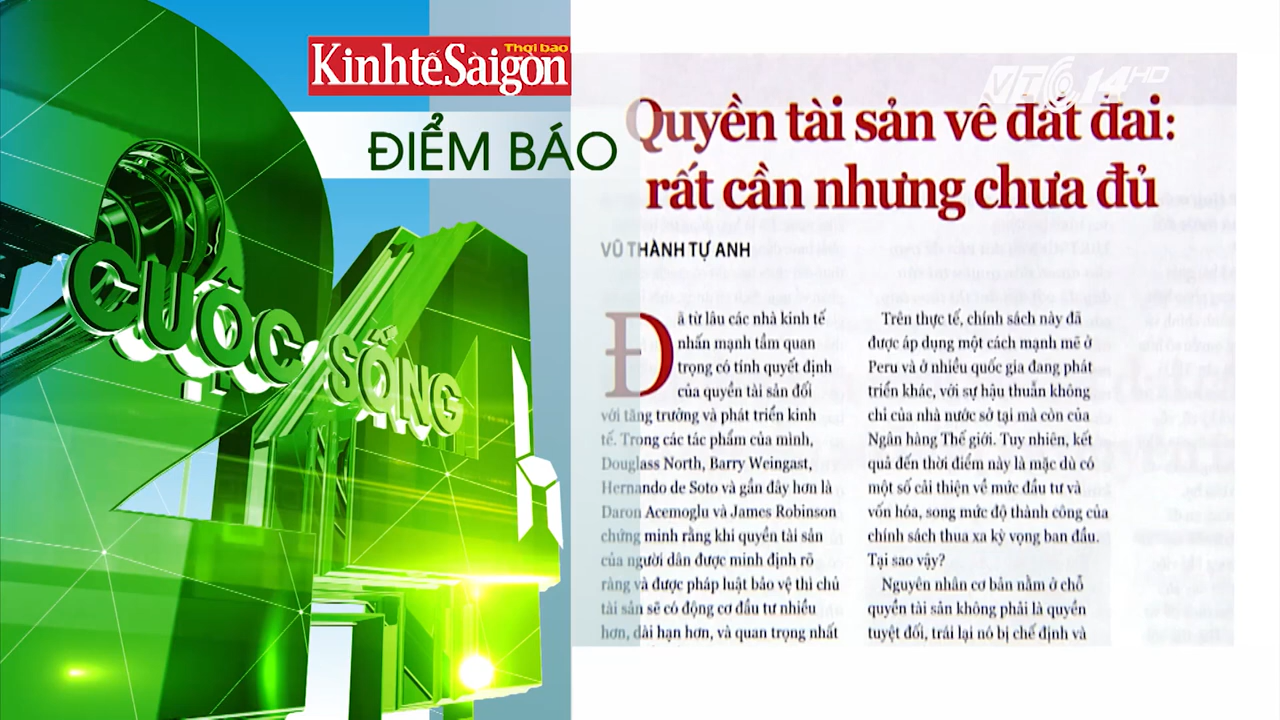 Thời báo
Kinh tế Sàigòn
ĐIỂM BÁO
CUỘC SỐNG
24h
VTC14 HD
Quyền tài sản về đất đai:
rất cần nhưng chưa đủ
VŨ THÀNH TỰ ANH
Đã từ lâu các nhà kinh tế
nhấn mạnh tầm quan
trọng có tính quyết định
của quyền tài sản đối
với tăng trưởng và phát triển kinh
tế. Trong các tác phẩm của mình,
Douglass North, Barry Weingast,
Hernando de Soto và gần đây hơn là
Daron Acemoglu và James Robinson
chứng minh rằng khi quyền tài sản
của người dân được minh định rõ
ràng và được pháp luật bảo vệ thì chủ
tài sản sẽ có động cơ đầu tư nhiều
hơn, dài hạn hơn, và quan trọng nhất
Trên thực tế, chính sách này đã
được áp dụng một cách mạnh mẽ ở
Peru và ở nhiều quốc gia đang phát
triển khác, với sự hậu thuẫn không
chỉ của nhà nước sở tại mà còn của
Ngân hàng Thế giới. Tuy nhiên, kết
quả đến thời điểm này là mặc dù có
một số cải thiện về mức đầu tư và
vốn hóa, song mức độ thành công của
chính sách thua xa kỳ vọng ban đầu.
Tại sao vậy?
Nguyên nhân cơ bản nằm ở chỗ
quyền tài sản không phải là quyền
tuyệt đối, trái lại nó bị chế định và